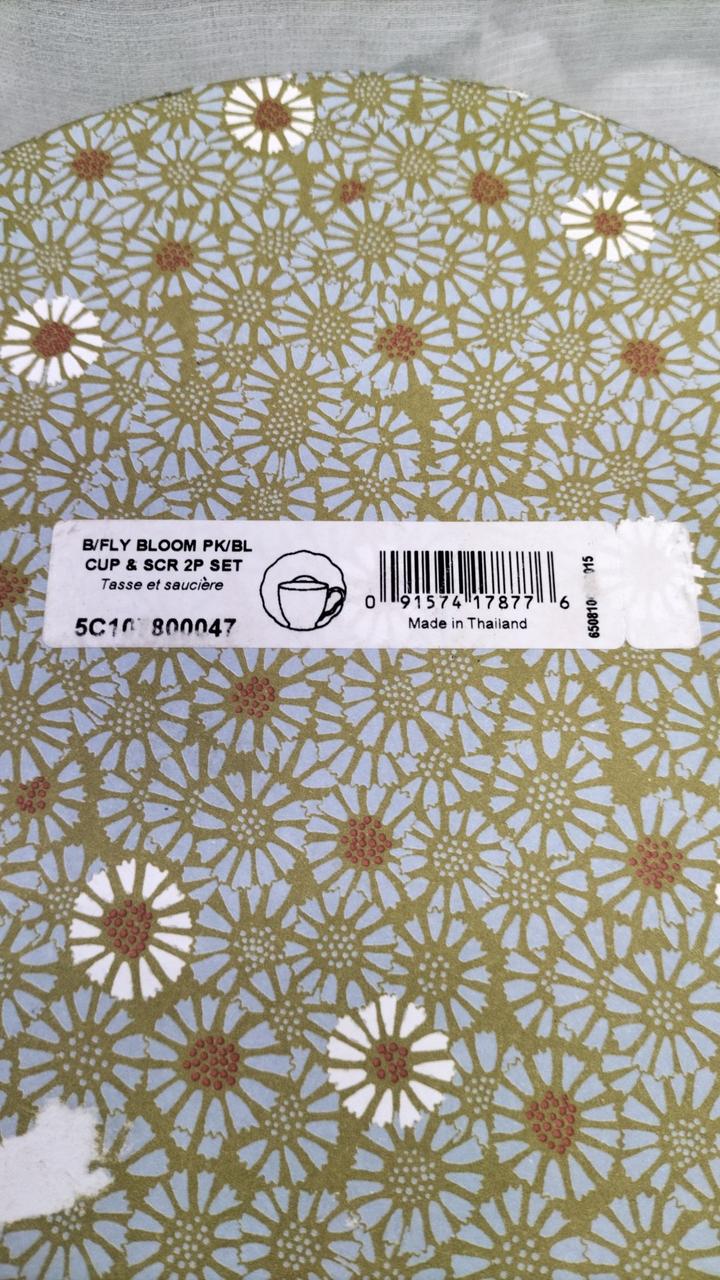 B/FLY BLOOM PK/BL
CUP & SCR 2P SET
Tasse et saucière
0 91574 17877 6
Made in Thailand